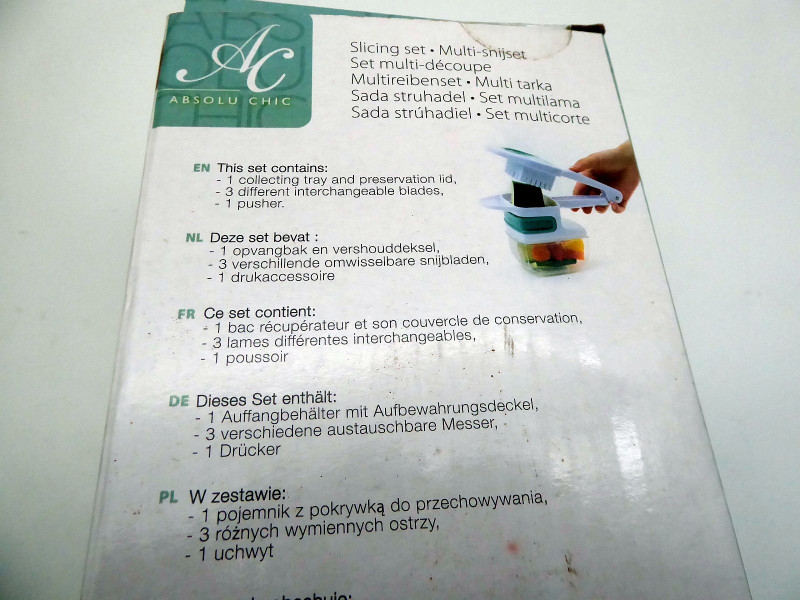 AC
ABSOLU CHIC
Slicing set • Multi-snijset
Set multi-découpe
Multireibenset • Multi tarka
Sada struhadel • Set multilama
Sada strúhadiel • Set multicorte
EN This set contains:
- 1 collecting tray and preservation lid,
- 3 different interchangeable blades,
- 1 pusher.
NL Deze set bevat :
- 1 opvangbak en vershouddeksel,
- 3 verschillende omwisselbare snijbladen,
- 1 drukaccessoire
FR Ce set contient:
- 1 bac récupérateur et son couvercle de conservation,
- 3 lames différentes interchangeables,
- 1 poussoir
DE Dieses Set enthält:
- 1 Auffangbehälter mit Aufbewahrungsdeckel,
- 3 verschiedene austauschbare Messer,
- 1 Drücker
PL W zestawie:
- 1 pojemnik z pokrywką do przechowywania,
- 3 różnych wymiennych ostrzy,
- 1 uchwyt